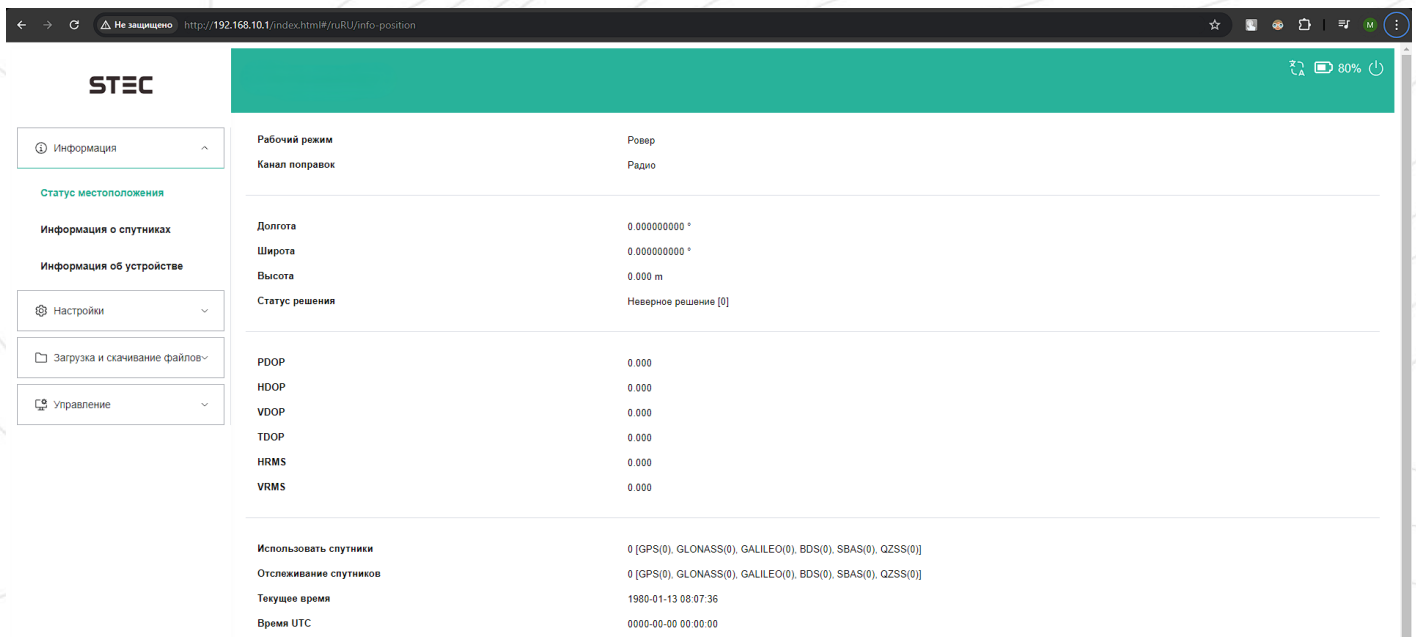 Не защищено http://192.168.10.1/index.html#/ruRU/info-position
M
STEC
80%
Информация
Статус местоположения
Информация о спутниках
Информация об устройстве
Настройки
Загрузка и скачивание файлов
Управление
Рабочий режим Ровер
Канал поправок Радио
Долгота 0.000000000 °
Широта 0.000000000 °
Высота 0.000 m
Статус решения Неверное решение [0]
PDOP 0.000
HDOP 0.000
VDOP 0.000
TDOP 0.000
HRMS 0.000
VRMS 0.000
Использовать спутники 0 [GPS(0), GLONASS(0), GALILEO(0), BDS(0), SBAS(0), QZSS(0)]
Отслеживание спутников 0 [GPS(0), GLONASS(0), GALILEO(0), BDS(0), SBAS(0), QZSS(0)]
Текущее время 1980-01-13 08:07:36
Время UTC 0000-00-00 00:00:00